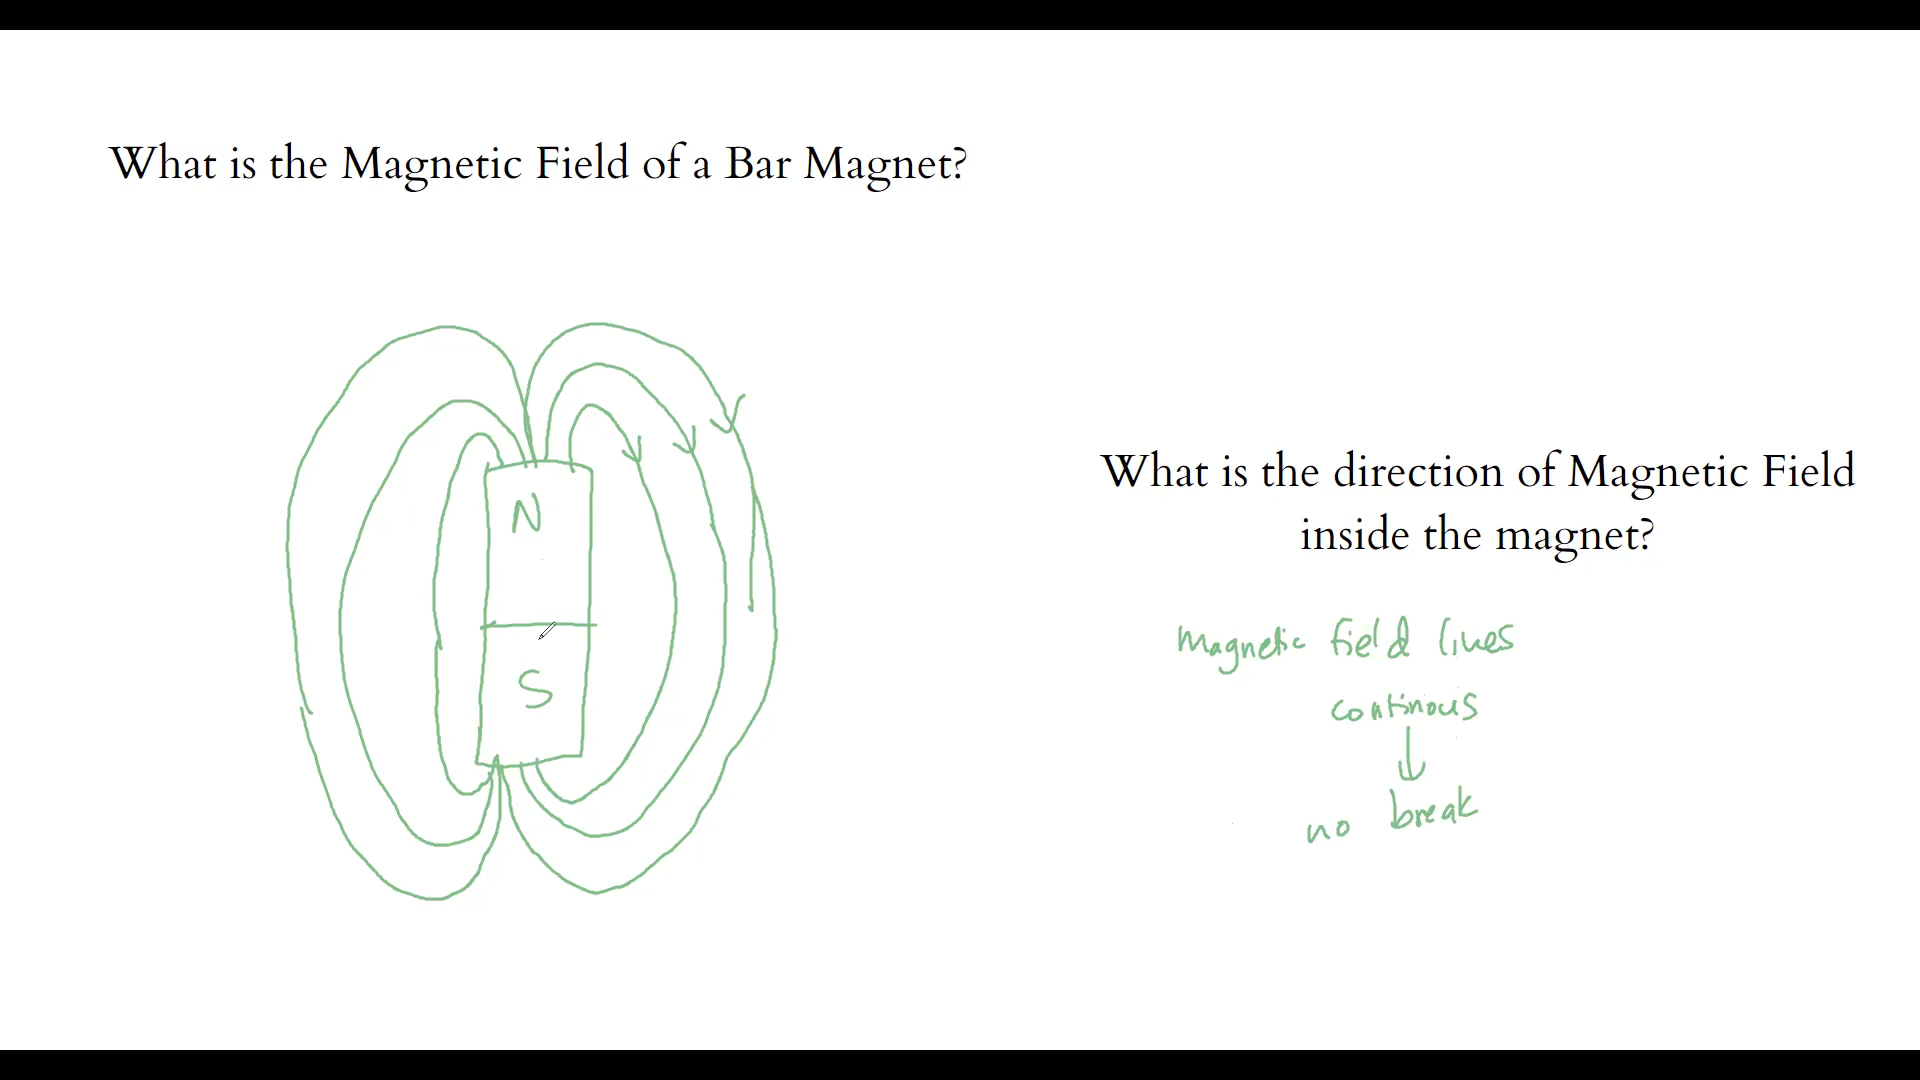 What is the Magnetic Field of a Bar Magnet?
N
S
What is the direction of Magnetic Field
inside the magnet?
Magnetic field lines
continous
no break